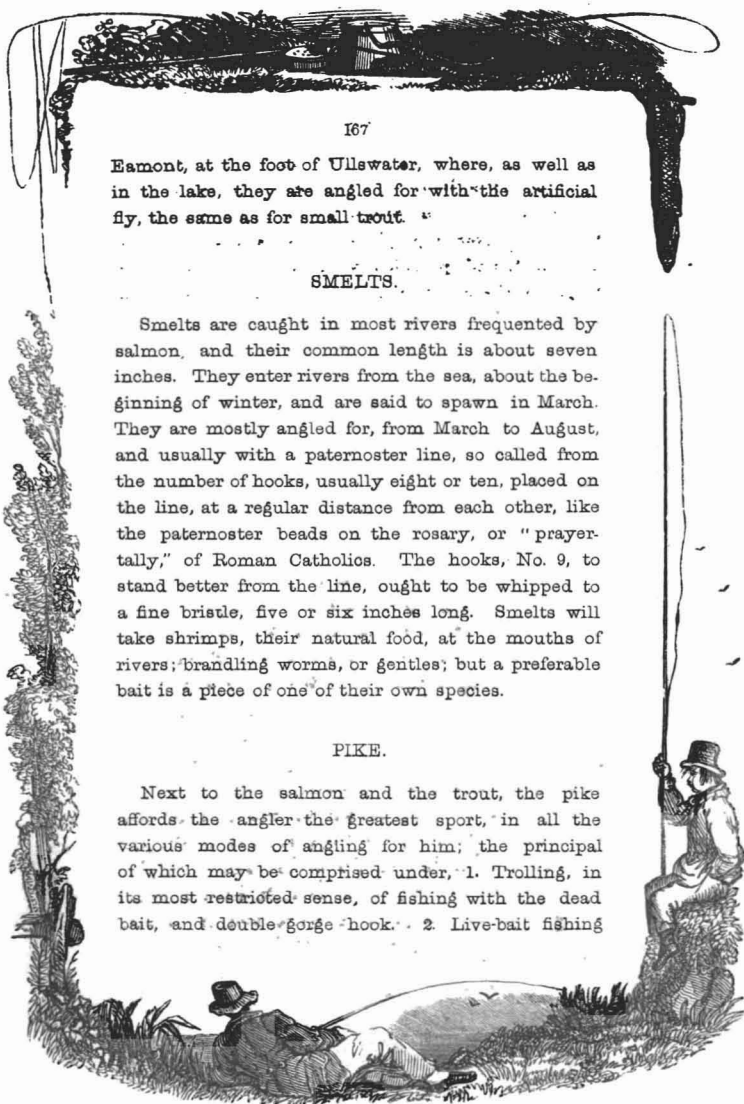 167
Eamont, at the foot of Ullswater, where, as well as
in the lake, they are angled for with the artificial
fly, the same as for small trout.
SMELTS.
Smelts are caught in most rivers frequented by
salmon, and their common length is about seven
inches. They enter rivers from the sea, about the be-
ginning of winter, and are said to spawn in March.
They are mostly angled for, from March to August,
and usually with a paternoster line, so called from
the number of hooks, usually eight or ten, placed on
the line, at a regular distance from each other, like
the paternoster beads on the rosary, or "prayer-
tally," of Roman Catholics. The hooks, No. 9, to
stand better from the line, ought to be whipped to
a fine bristle, five or six inches long. Smelts will
take shrimps, their natural food, at the mouths of
rivers; brandling worms, or gentles; but a preferable
bait is a piece of one of their own species.
PIKE.
Next to the salmon and the trout, the pike
affords the angler the greatest sport, in all the
various modes of angling for him; the principal
of which may be comprised under, 1. Trolling, in
its most restricted sense, of fishing with the dead
bait, and double gorge hook. 2. Live-bait fishing